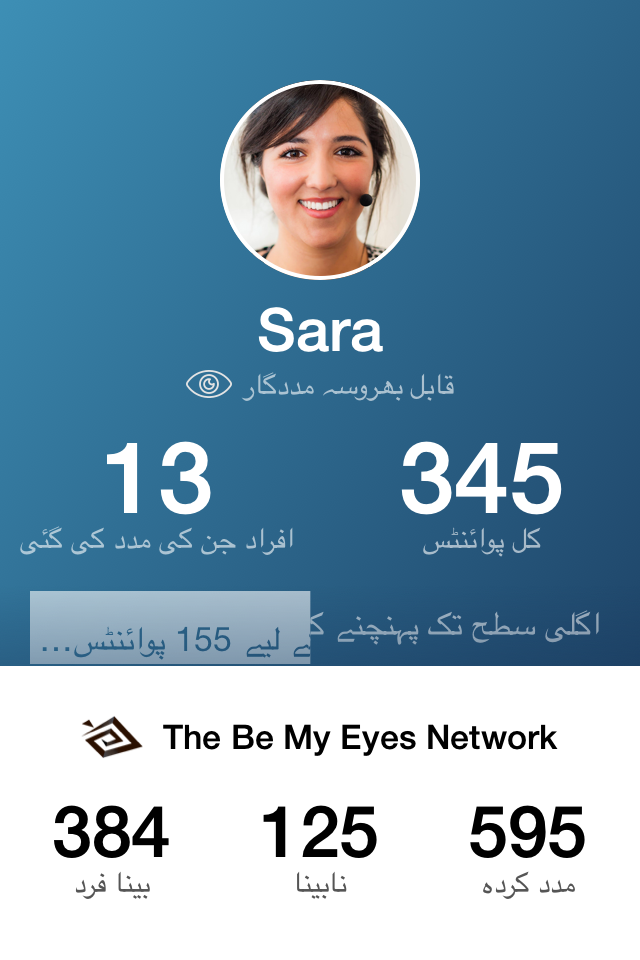 Sara
قابل بھروسہ مددگار
13
345
افراد جن کی مدد کی گئی
کل پوائنٹس
اگلی سطح تک پہنچنے کے لیے 155 پوائنٹس...
The Be My Eyes Network
384
125
595
بینا فرد
نابینا
مدد کردہ